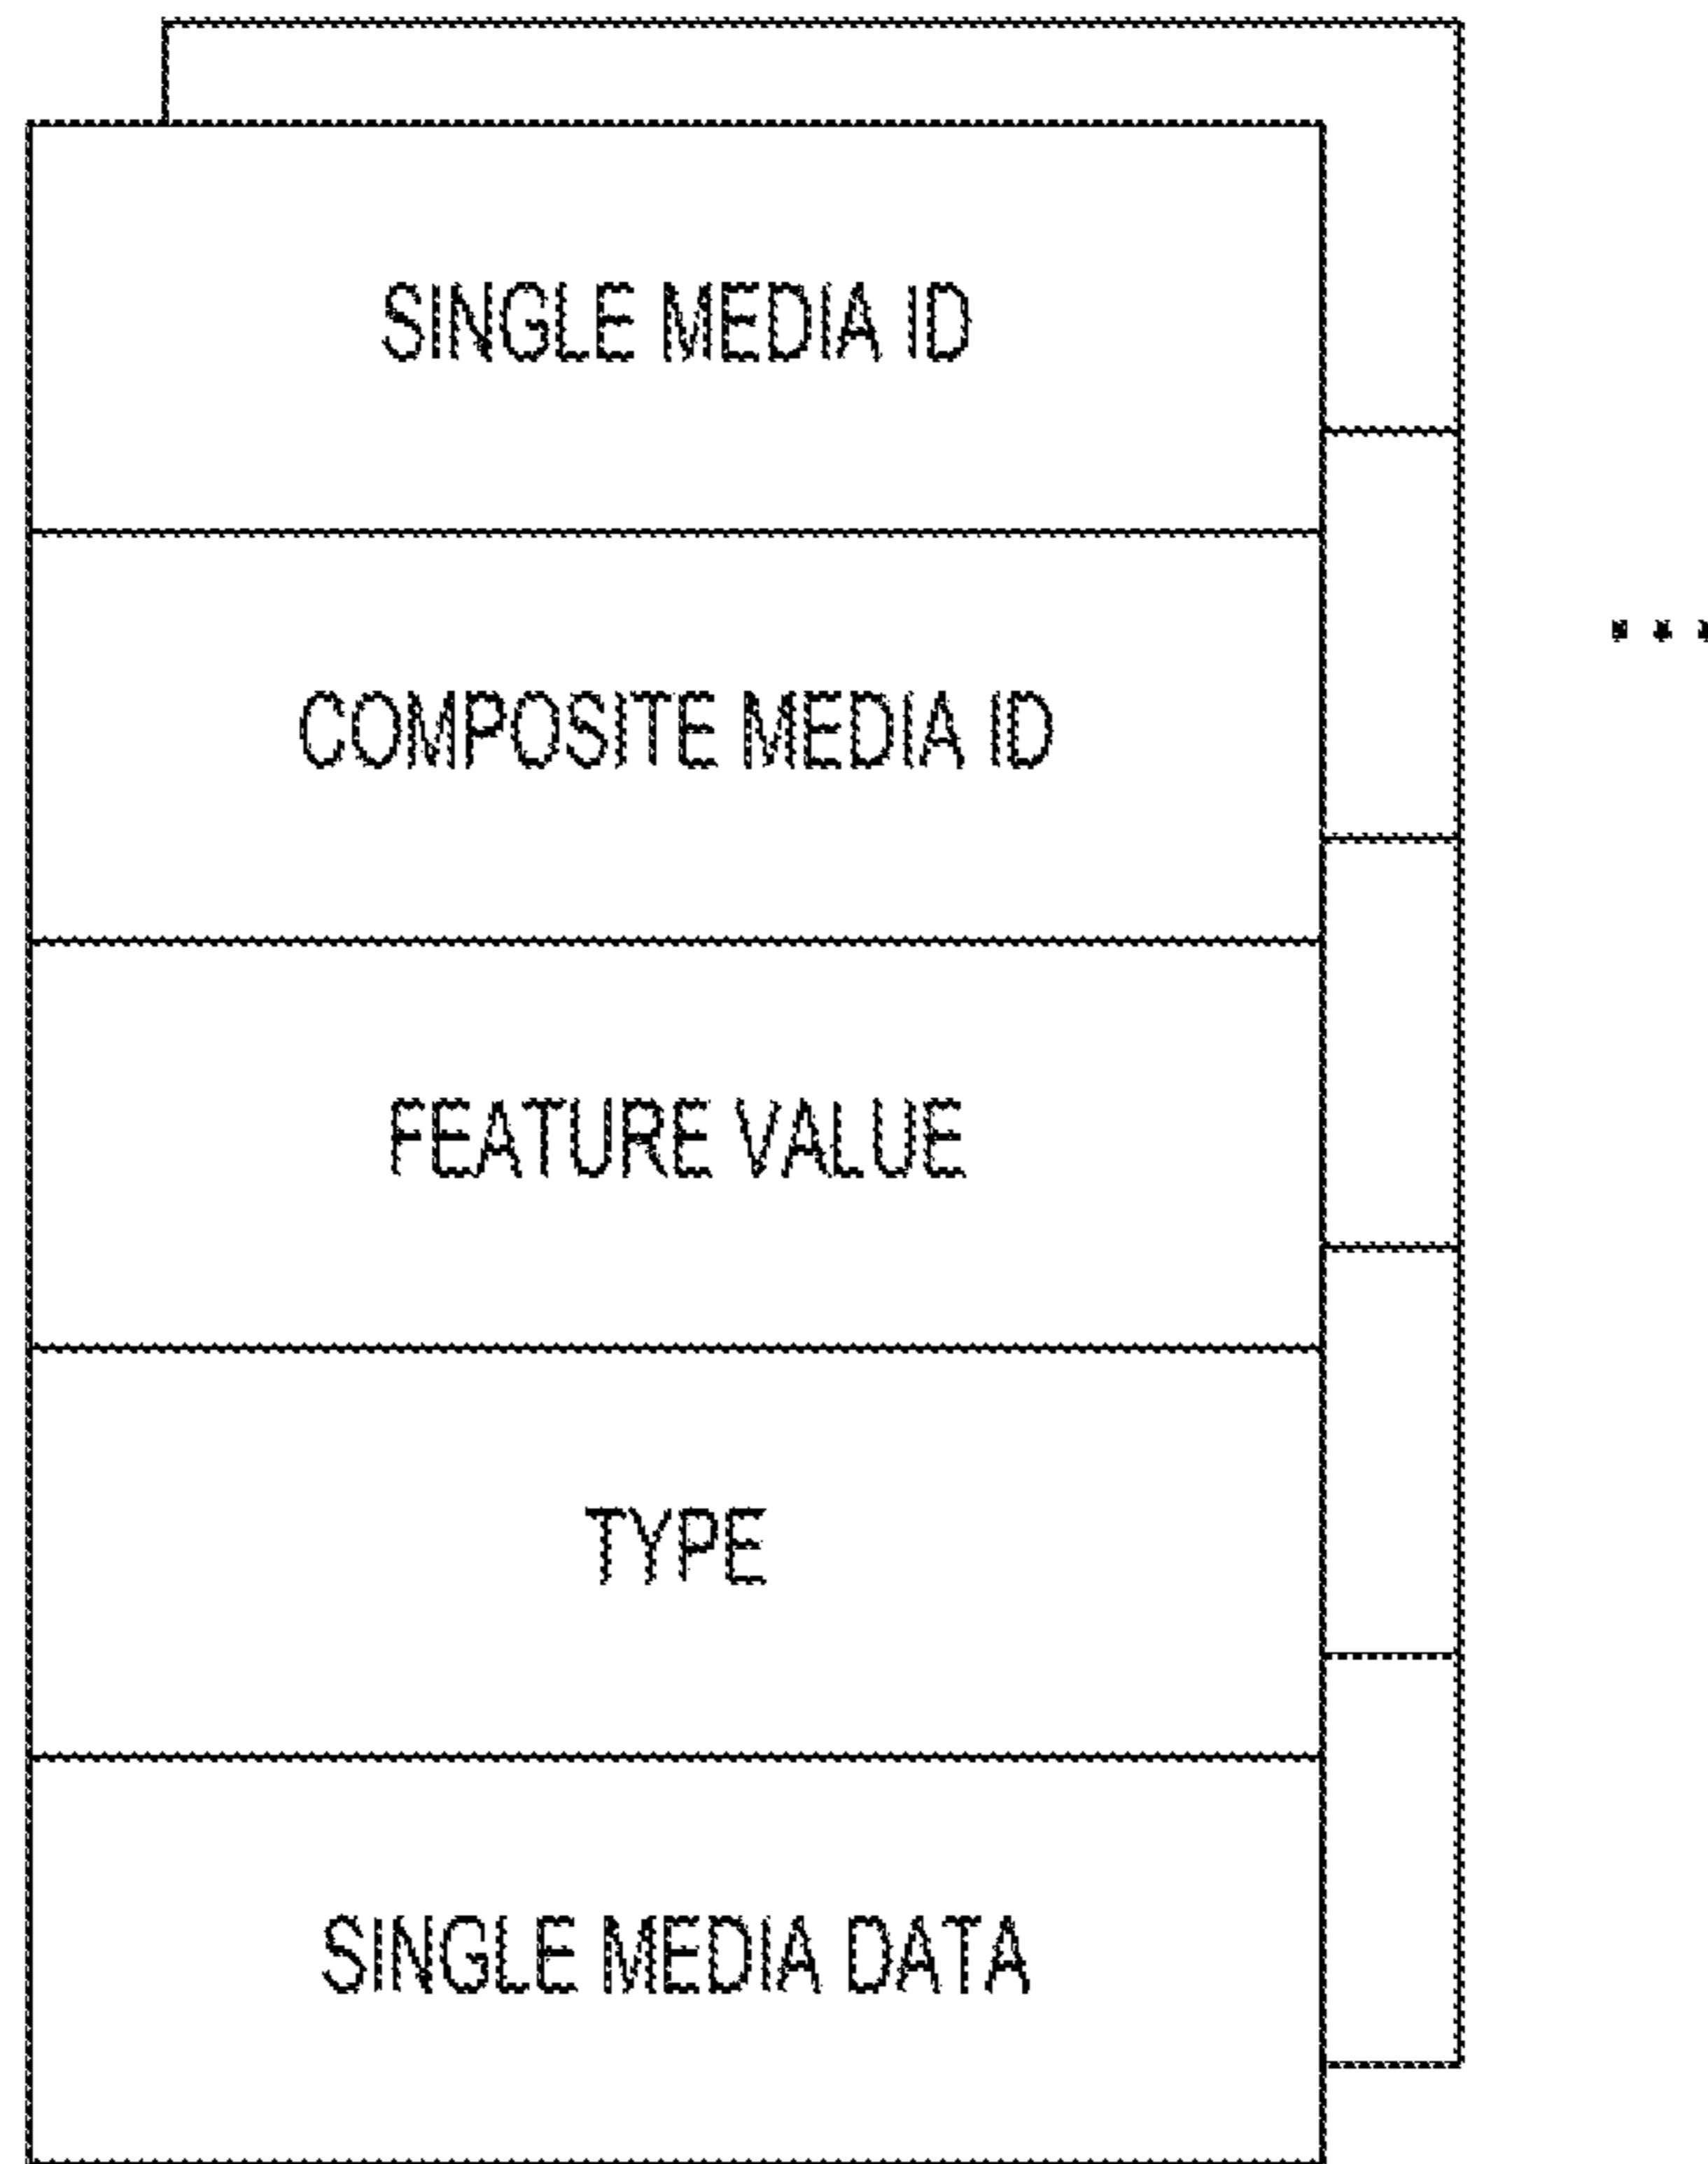 SINGLE MEDIA ID
COMPOSITE MEDIA ID
...
FEATURE VALUE
TYPE
SINGLE MEDIA DATA